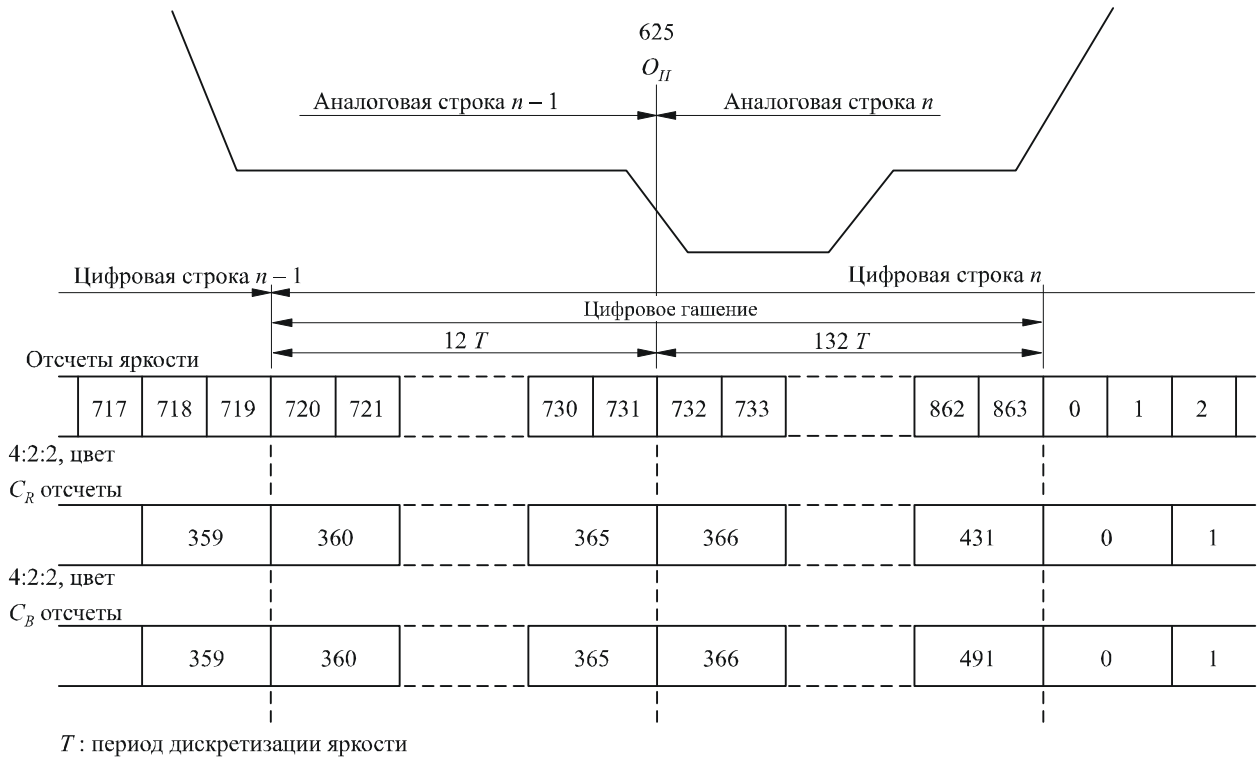 625
O_II
Аналоговая строка n – 1
Аналоговая строка n
Цифровая строка n – 1
Цифровая строка n
Цифровое гашение
12 T
132 T
Отсчеты яркости
717 718 719 720 721 730 731 732 733 862 863 0 1 2
4:2:2, цвет
C_R отсчеты
359 360 365 366 431 0 1
4:2:2, цвет
C_B отсчеты
359 360 365 366 491 0 1
T : период дискретизации яркости